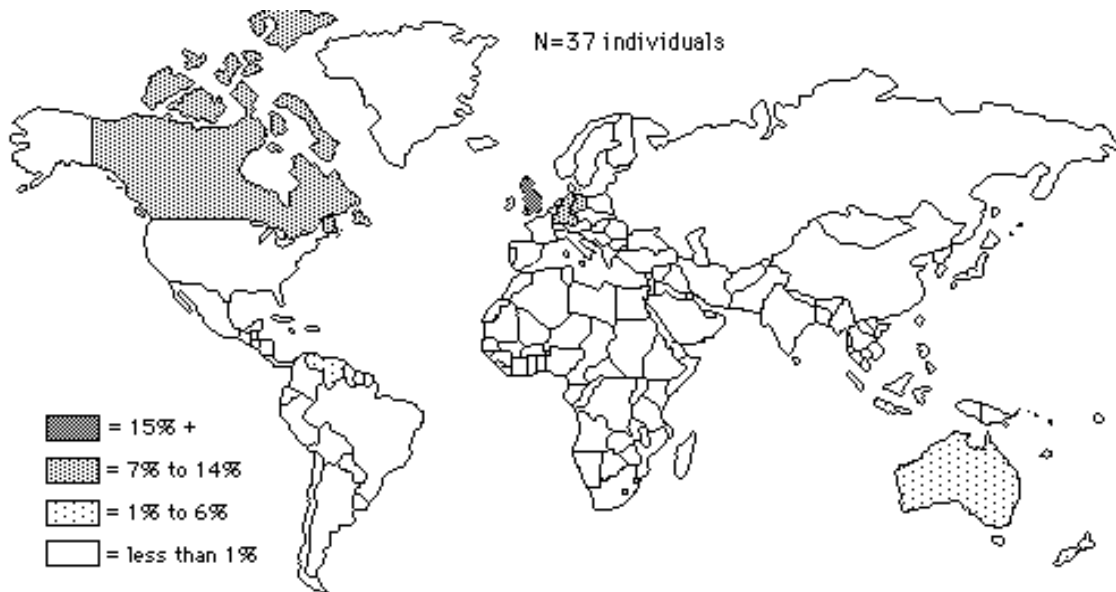 N=37 individuals
= 15% +
= 7% to 14%
= 1% to 6%
= less than 1%